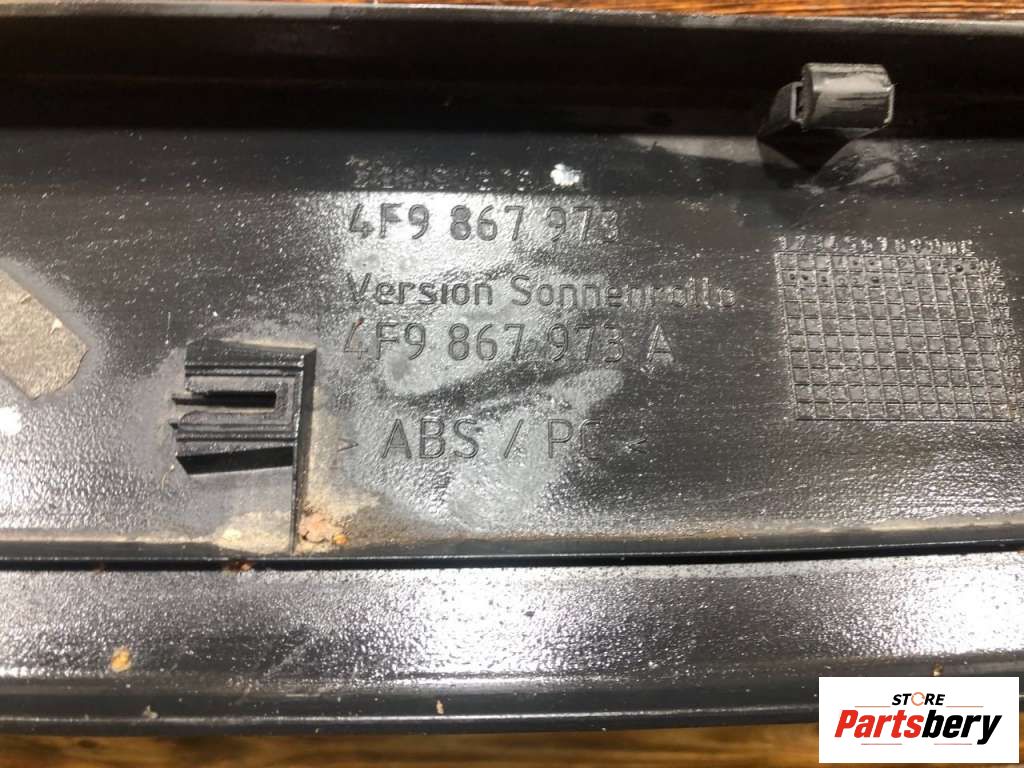 4F9 867 973
Version Sonnenrollo
4F9 867 973 A
> ABS / PC <
STORE
Partsbery